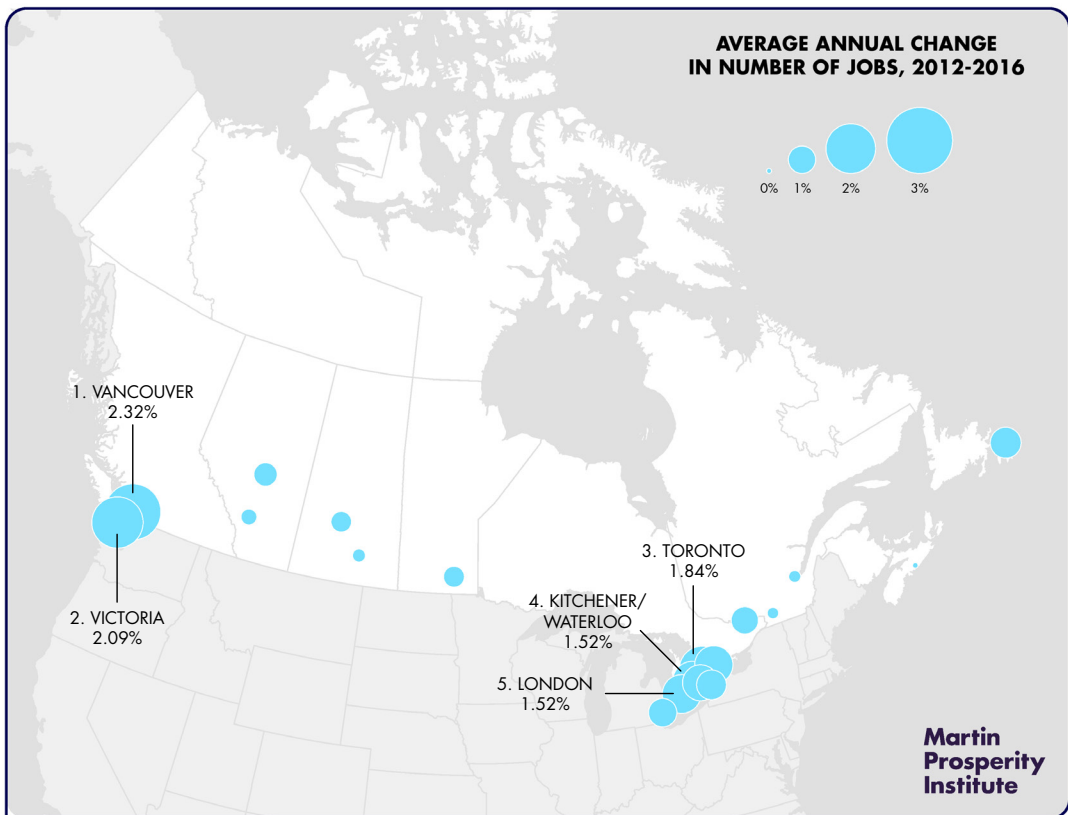 AVERAGE ANNUAL CHANGE
IN NUMBER OF JOBS, 2012-2016
0% 1% 2% 3%
1. VANCOUVER
2.32%
2. VICTORIA
2.09%
3. TORONTO
1.84%
4. KITCHENER/
WATERLOO
1.52%
5. LONDON
1.52%
Martin
Prosperity
Institute